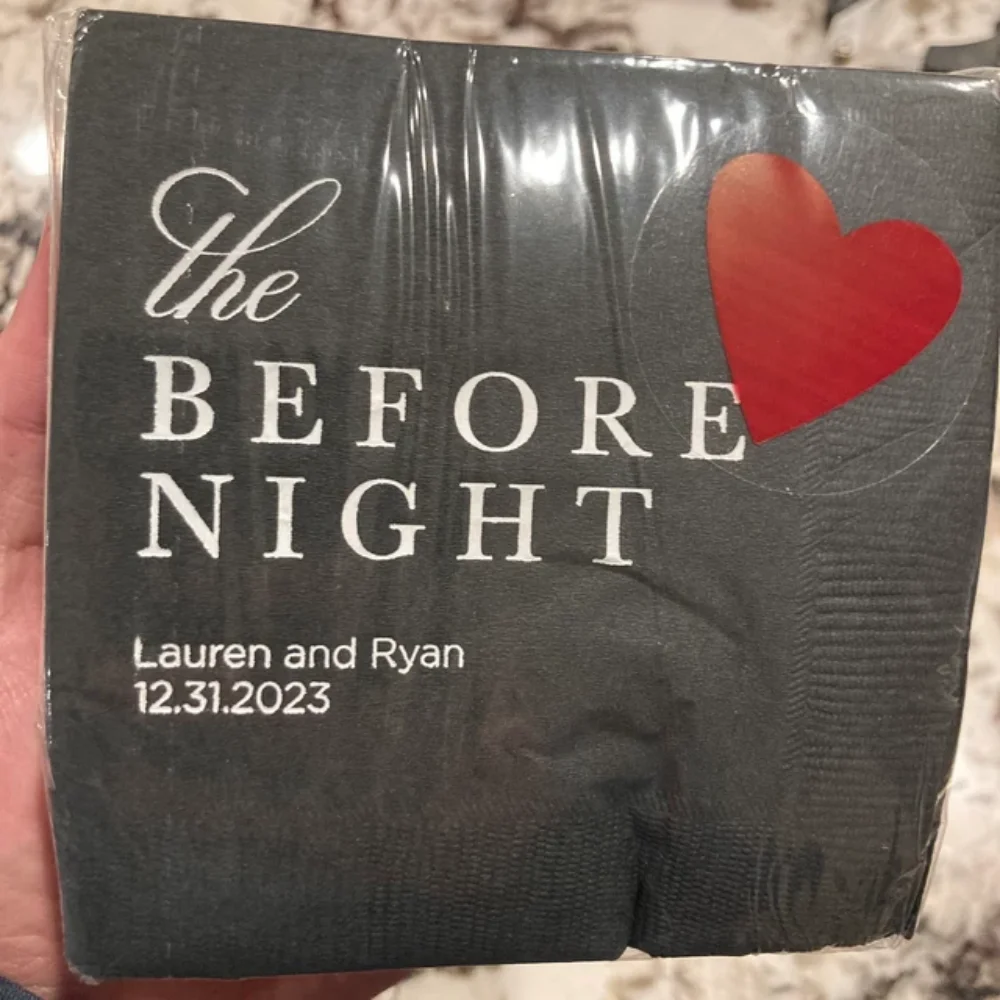 the
BEFORE
NIGHT
Lauren and Ryan
12.31.2023